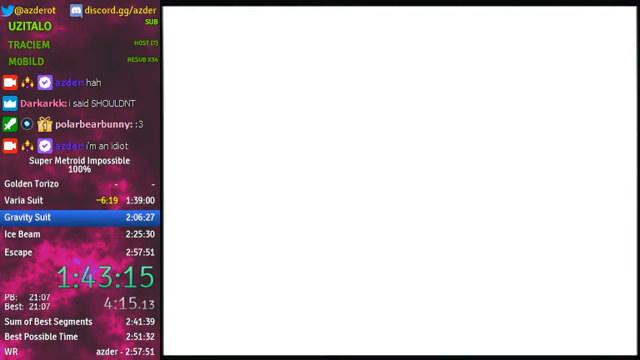 @azderot discord.gg/azder
UZITALO SUB
TRACIEM HOST (7)
M0BILD RESUB X34
azder: hah
Darkarkk: i said SHOULDNT
polarbearbunny: :3
azder: i'm an idiot
Super Metroid Impossible
100%
Golden Torizo - -
Varia Suit −6:19 1:39:00
Gravity Suit 2:06:27
Ice Beam 2:25:30
Escape 2:57:51
1:43:15
PB: 21:07
Best: 21:07 4:15.13
Sum of Best Segments 2:41:39
Best Possible Time 2:51:32
WR azder - 2:57:51